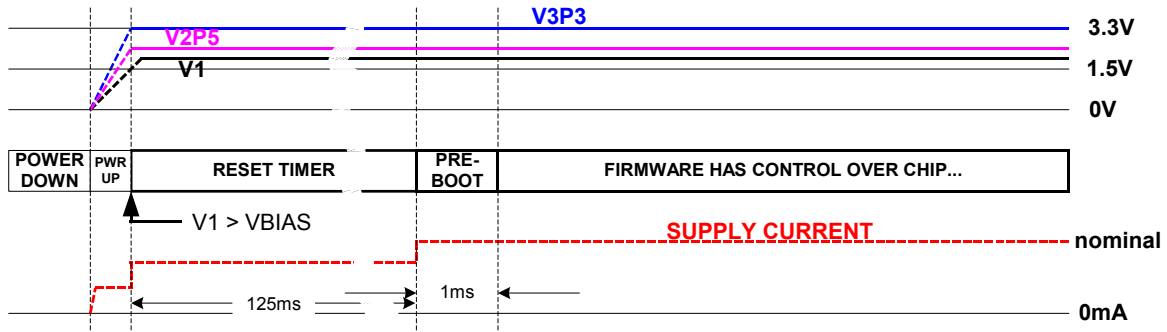 V3P3
3.3V
V2P5
V1
1.5V
0V
POWER DOWN
PWR UP
RESET TIMER
PRE-BOOT
FIRMWARE HAS CONTROL OVER CHIP...
V1 > VBIAS
SUPPLY CURRENT
nominal
125ms
1ms
0mA